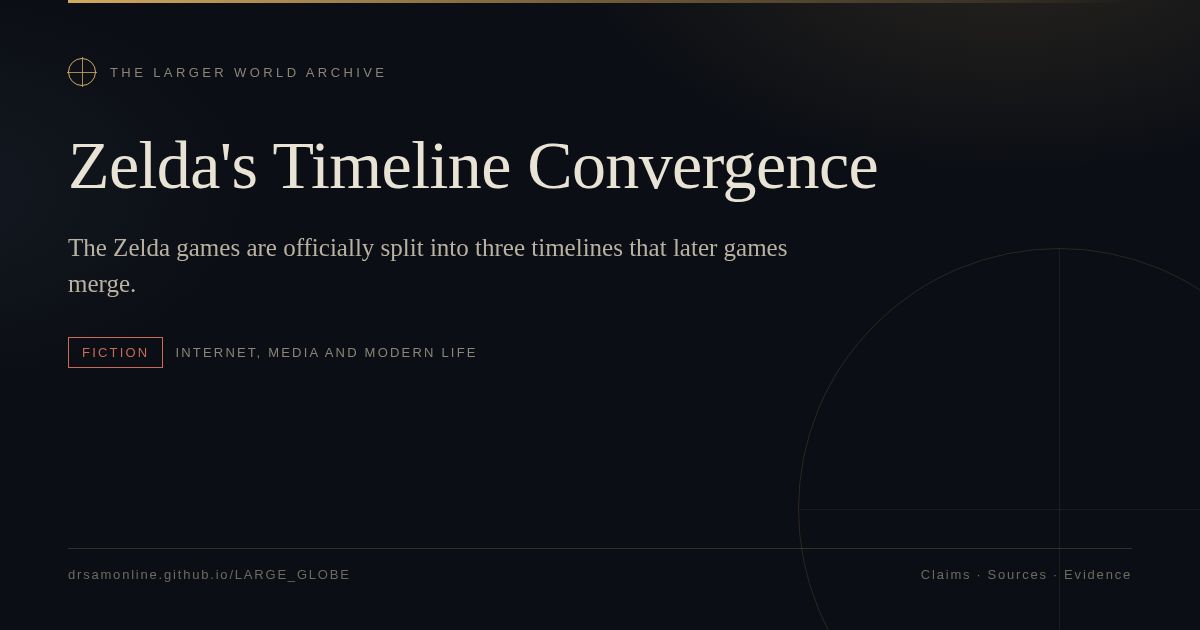 THE LARGER WORLD ARCHIVE
Zelda's Timeline Convergence
The Zelda games are officially split into three timelines that later games
merge.
FICTION INTERNET, MEDIA AND MODERN LIFE
drsamonline.github.io/LARGE_GLOBE Claims · Sources · Evidence